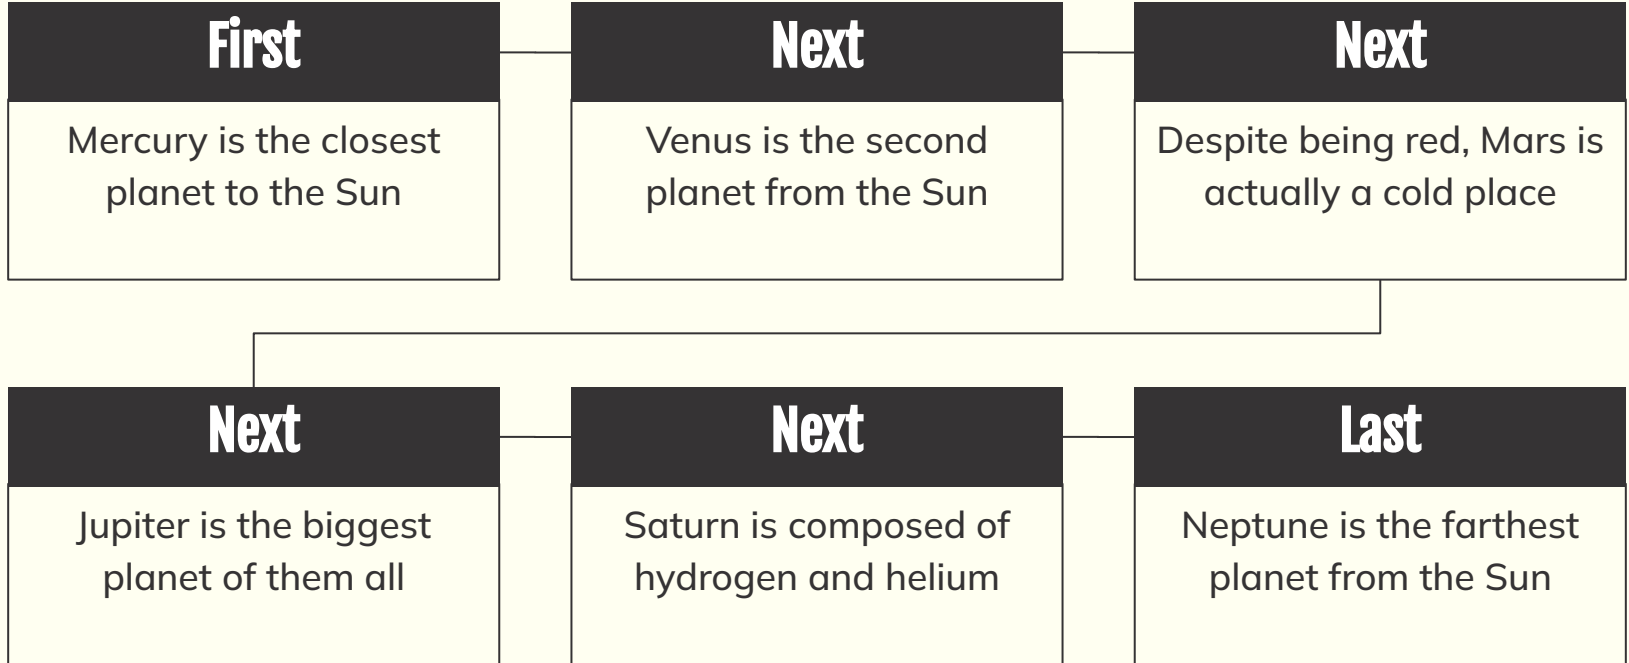 First
Mercury is the closest
planet to the Sun
Next
Venus is the second
planet from the Sun
Next
Despite being red, Mars is
actually a cold place
Next
Jupiter is the biggest
planet of them all
Next
Saturn is composed of
hydrogen and helium
Last
Neptune is the farthest
planet from the Sun